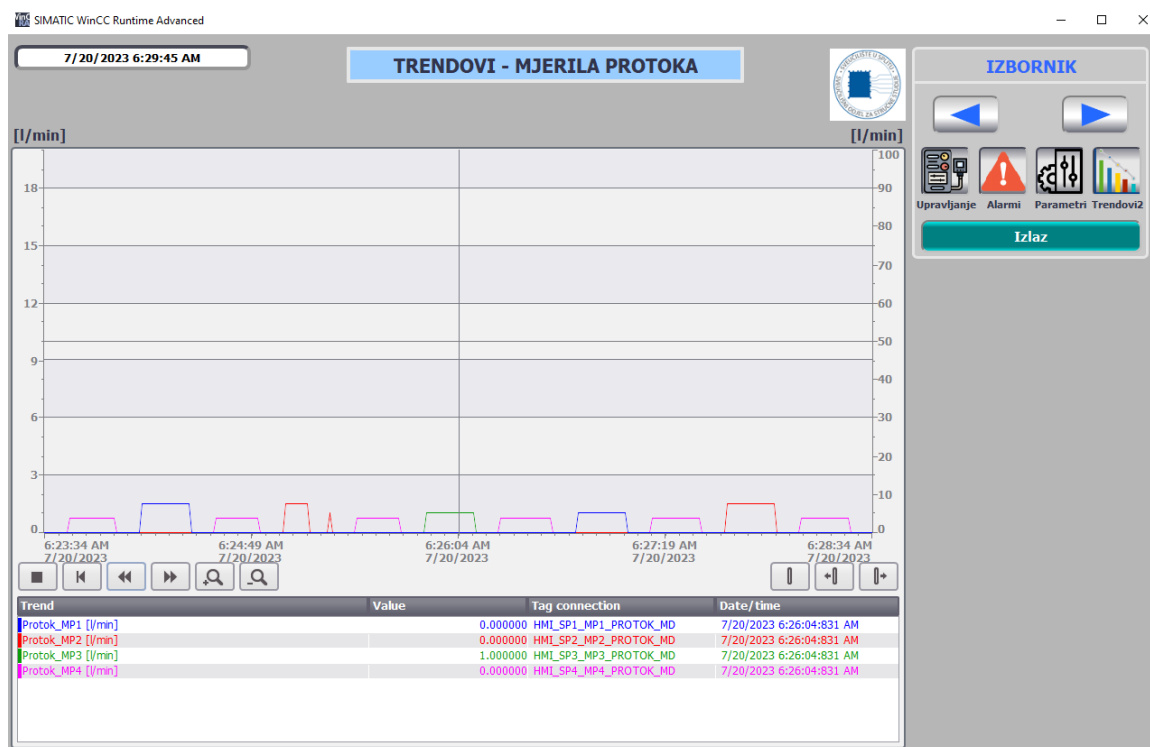 SIMATIC WinCC Runtime Advanced
7/20/2023 6:29:45 AM
TRENDOVI - MJERILA PROTOKA
IZBORNIK
[l/min] [l/min]
Upravljanje Alarmi Parametri Trendovi2
Izlaz
100
18 90
80
15
70
12 60
50
9
40
6 30
20
3
10
0 0
6:23:34 AM 6:24:49 AM 6:26:04 AM 6:27:19 AM 6:28:34 AM
7/20/2023 7/20/2023 7/20/2023 7/20/2023 7/20/2023
Trend Value Tag connection Date/time
Protok_MP1 [l/min] 0.000000 HMI_SP1_MP1_PROTOK_MD 7/20/2023 6:26:04:831 AM
Protok_MP2 [l/min] 0.000000 HMI_SP2_MP2_PROTOK_MD 7/20/2023 6:26:04:831 AM
Protok_MP3 [l/min] 1.000000 HMI_SP3_MP3_PROTOK_MD 7/20/2023 6:26:04:831 AM
Protok_MP4 [l/min] 0.000000 HMI_SP4_MP4_PROTOK_MD 7/20/2023 6:26:04:831 AM